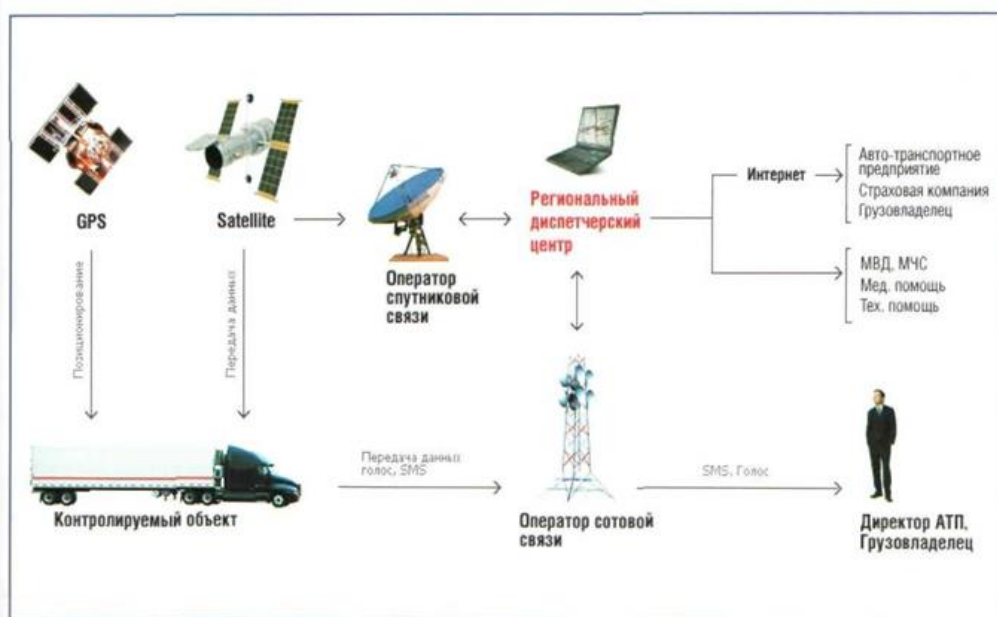 GPS
Satellite
Позиционирование
Передача данных
Оператор
спутниковой
связи
Региональный
диспетчерский
центр
Интернет
Авто-транспортное
предприятие
Страховая компания
Грузовладелец
МВД, МЧС
Мед. помощь
Тех. помощь
Контролируемый объект
Передача данных
голос, SMS
Оператор сотовой
связи
SMS, Голос
Директор АТП,
Грузовладелец